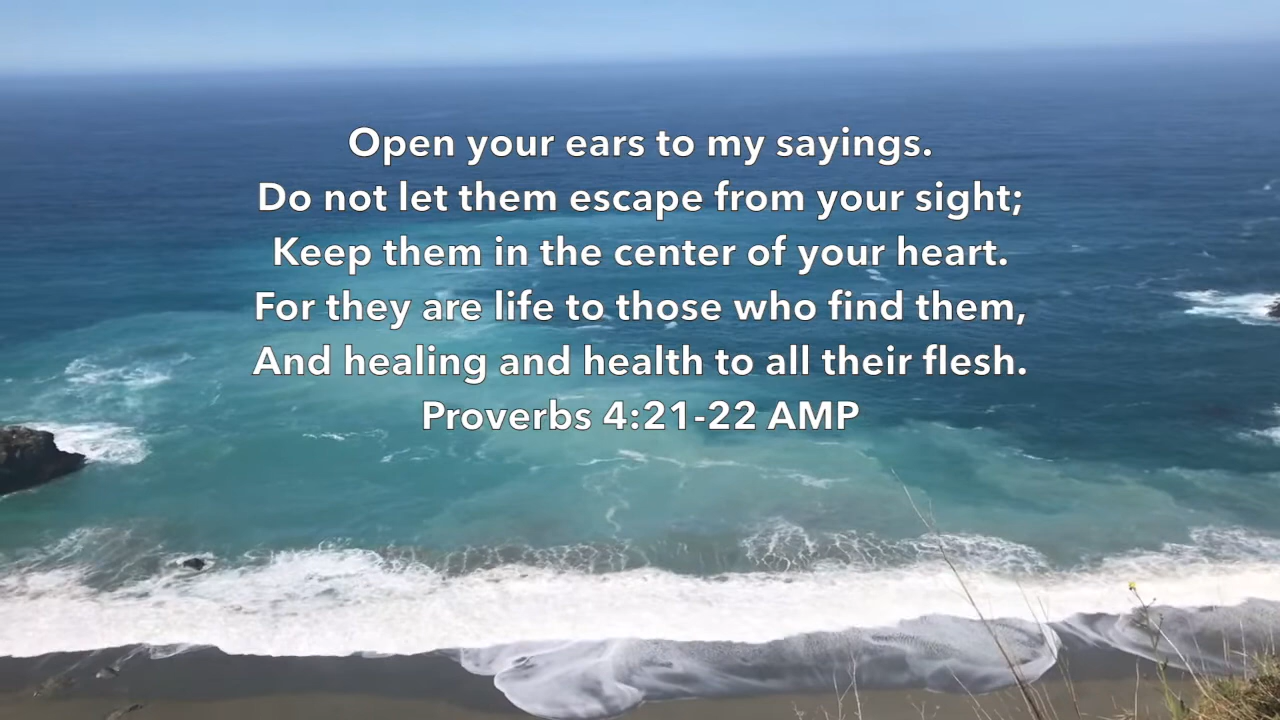 Open your ears to my sayings.
Do not let them escape from your sight;
Keep them in the center of your heart.
For they are life to those who find them,
And healing and health to all their flesh.
Proverbs 4:21-22 AMP